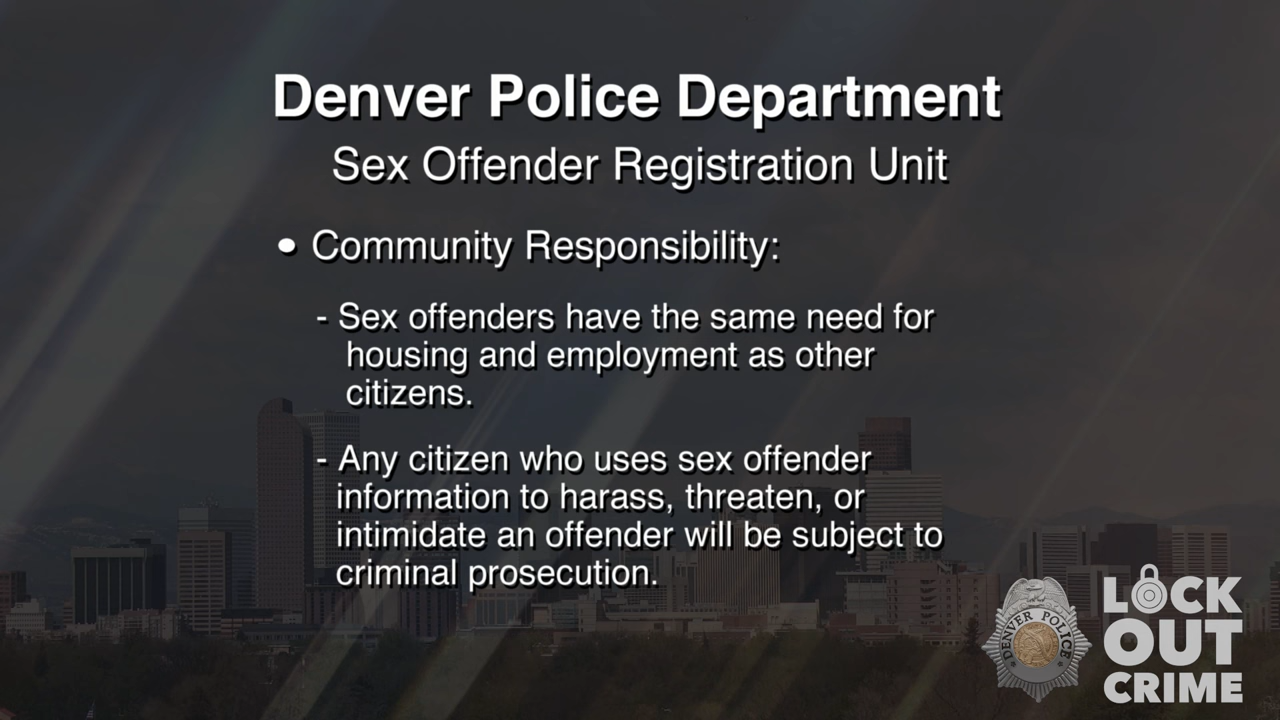 Denver Police Department
Sex Offender Registration Unit
• Community Responsibility:
- Sex offenders have the same need for
housing and employment as other
citizens.
- Any citizen who uses sex offender
information to harass, threaten, or
intimidate an offender will be subject to
criminal prosecution.
DENVER POLICE
LOCK
OUT
CRIME